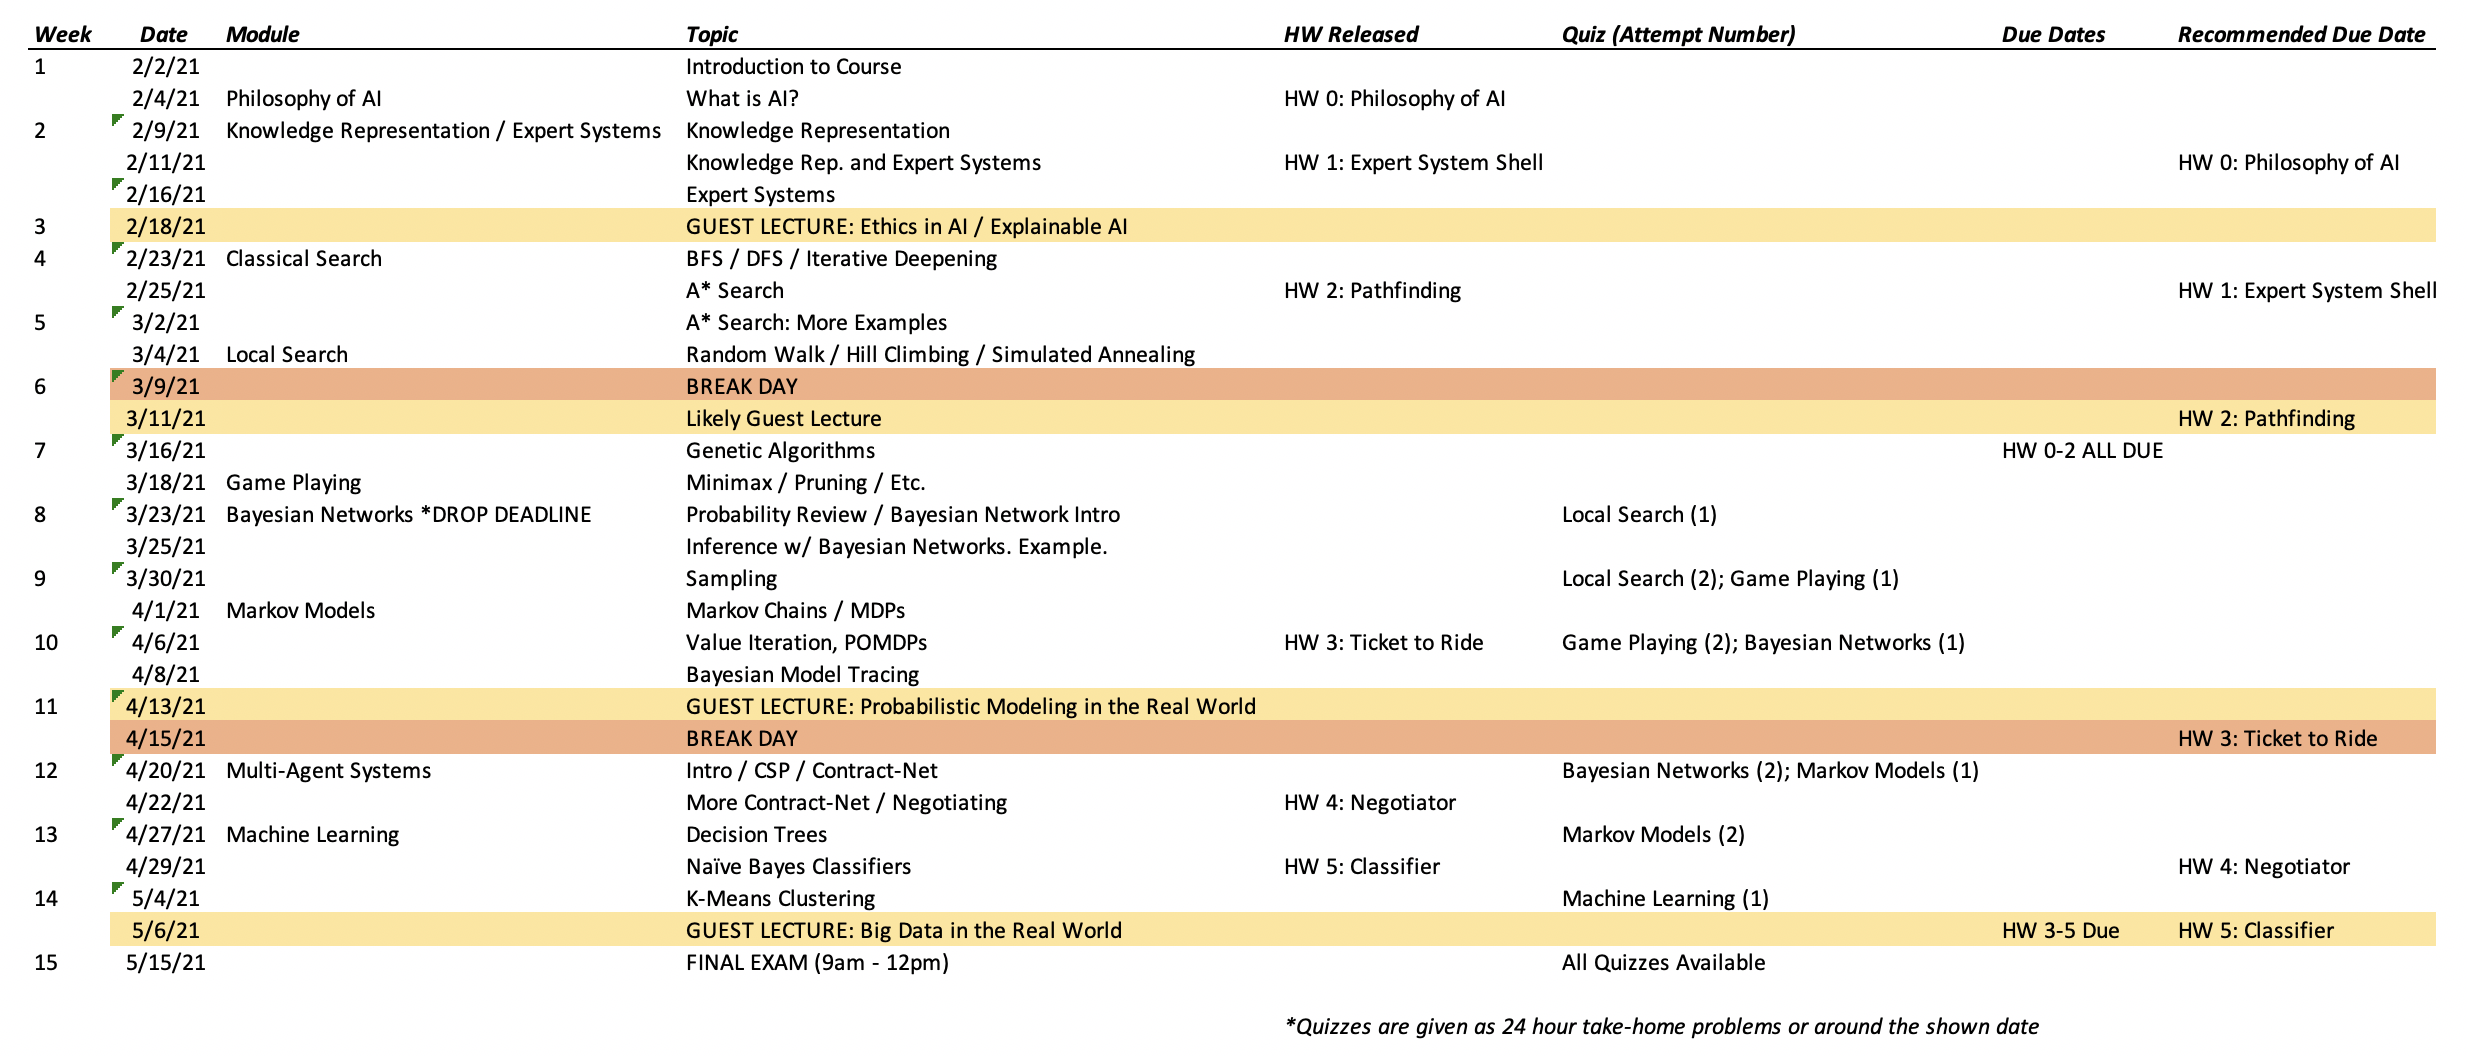 Week Date Module Topic HW Released Quiz (Attempt Number) Due Dates Recommended Due Date
1 2/2/21 Introduction to Course
2/4/21 Philosophy of AI What is AI? HW 0: Philosophy of AI
2 2/9/21 Knowledge Representation / Expert Systems Knowledge Representation
2/11/21 Knowledge Rep. and Expert Systems HW 1: Expert System Shell HW 0: Philosophy of AI
2/16/21 Expert Systems
3 2/18/21 GUEST LECTURE: Ethics in AI / Explainable AI
4 2/23/21 Classical Search BFS / DFS / Iterative Deepening
2/25/21 A* Search HW 2: Pathfinding HW 1: Expert System Shell
5 3/2/21 A* Search: More Examples
3/4/21 Local Search Random Walk / Hill Climbing / Simulated Annealing
6 3/9/21 BREAK DAY
3/11/21 Likely Guest Lecture HW 2: Pathfinding
7 3/16/21 Genetic Algorithms HW 0-2 ALL DUE
3/18/21 Game Playing Minimax / Pruning / Etc.
8 3/23/21 Bayesian Networks *DROP DEADLINE Probability Review / Bayesian Network Intro Local Search (1)
3/25/21 Inference w/ Bayesian Networks. Example.
9 3/30/21 Sampling Local Search (2); Game Playing (1)
4/1/21 Markov Models Markov Chains / MDPs
10 4/6/21 Value Iteration, POMDPs HW 3: Ticket to Ride Game Playing (2); Bayesian Networks (1)
4/8/21 Bayesian Model Tracing
11 4/13/21 GUEST LECTURE: Probabilistic Modeling in the Real World
4/15/21 BREAK DAY HW 3: Ticket to Ride
12 4/20/21 Multi-Agent Systems Intro / CSP / Contract-Net Bayesian Networks (2); Markov Models (1)
4/22/21 More Contract-Net / Negotiating HW 4: Negotiator
13 4/27/21 Machine Learning Decision Trees Markov Models (2)
4/29/21 Naïve Bayes Classifiers HW 5: Classifier HW 4: Negotiator
14 5/4/21 K-Means Clustering Machine Learning (1)
5/6/21 GUEST LECTURE: Big Data in the Real World HW 3-5 Due HW 5: Classifier
15 5/15/21 FINAL EXAM (9am - 12pm) All Quizzes Available
*Quizzes are given as 24 hour take-home problems or around the shown date